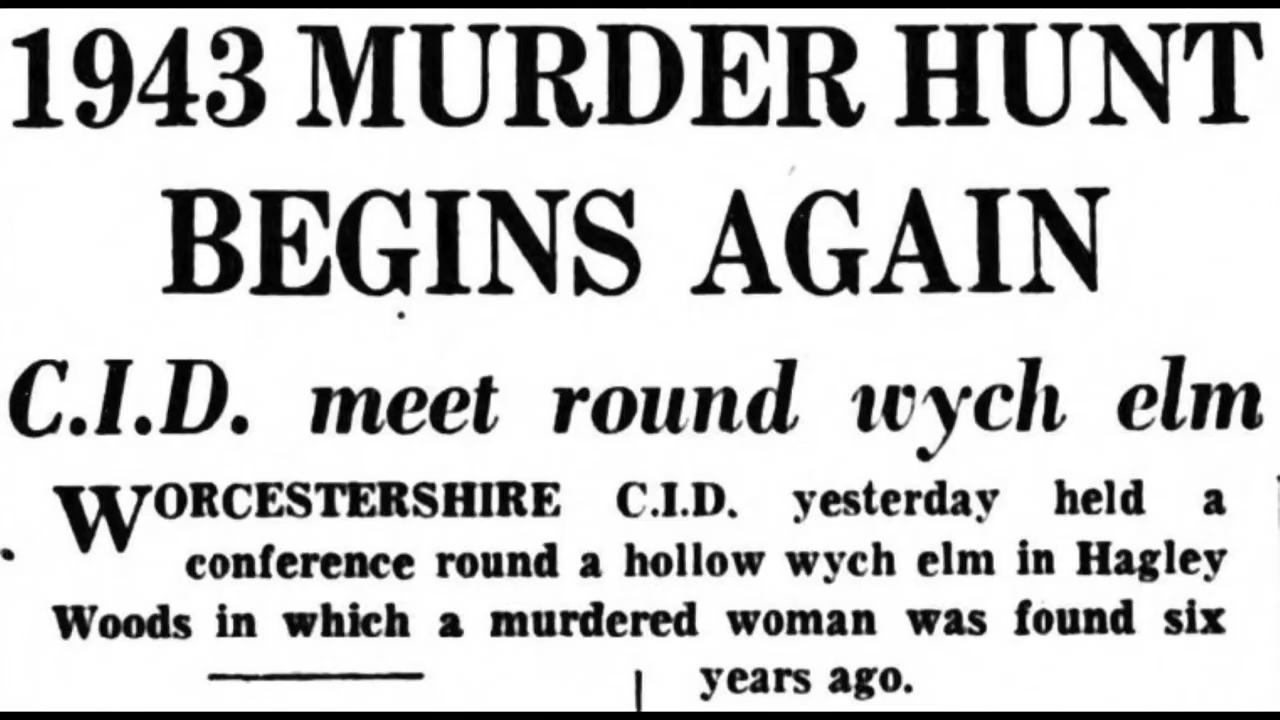 1943 MURDER HUNT
BEGINS AGAIN
C.I.D. meet round wych elm
WORCESTERSHIRE C.I.D. yesterday held a
conference round a hollow wych elm in Hagley
Woods in which a murdered woman was found six
years ago.